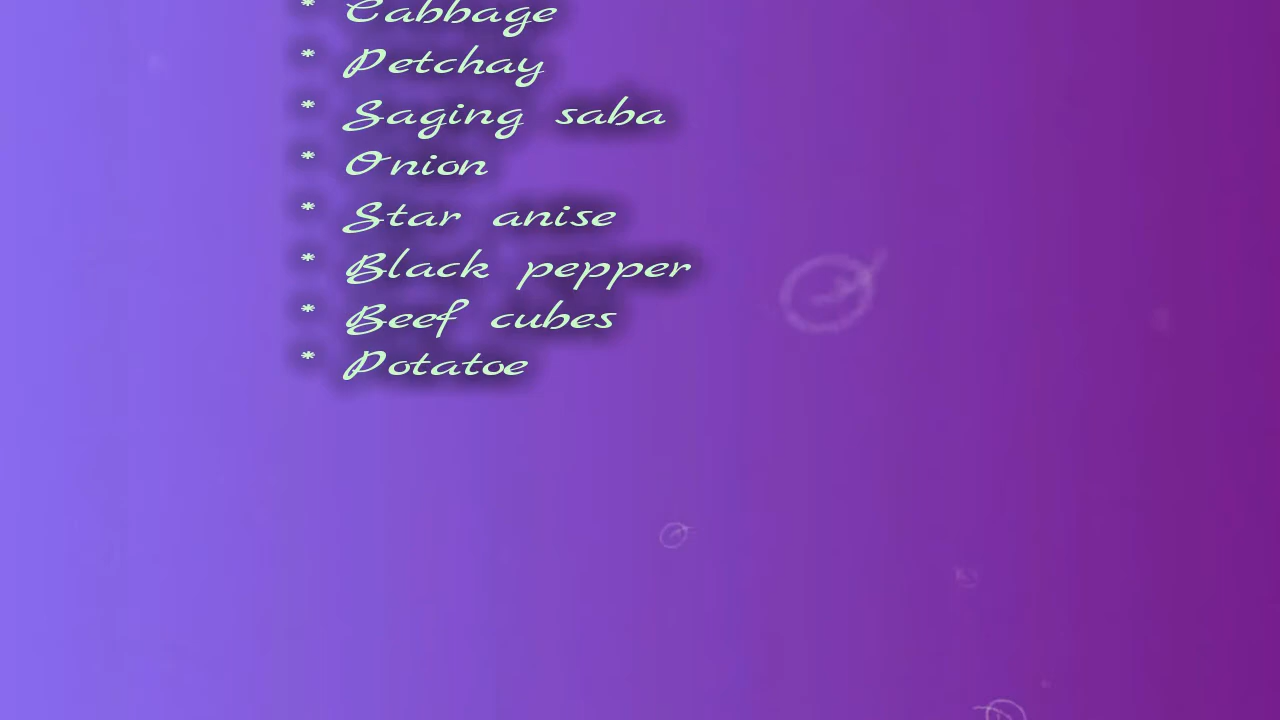 * Cabbage
* Petchay
* Saging saba
* Onion
* Star anise
* Black pepper
* Beef cubes
* Potatoe